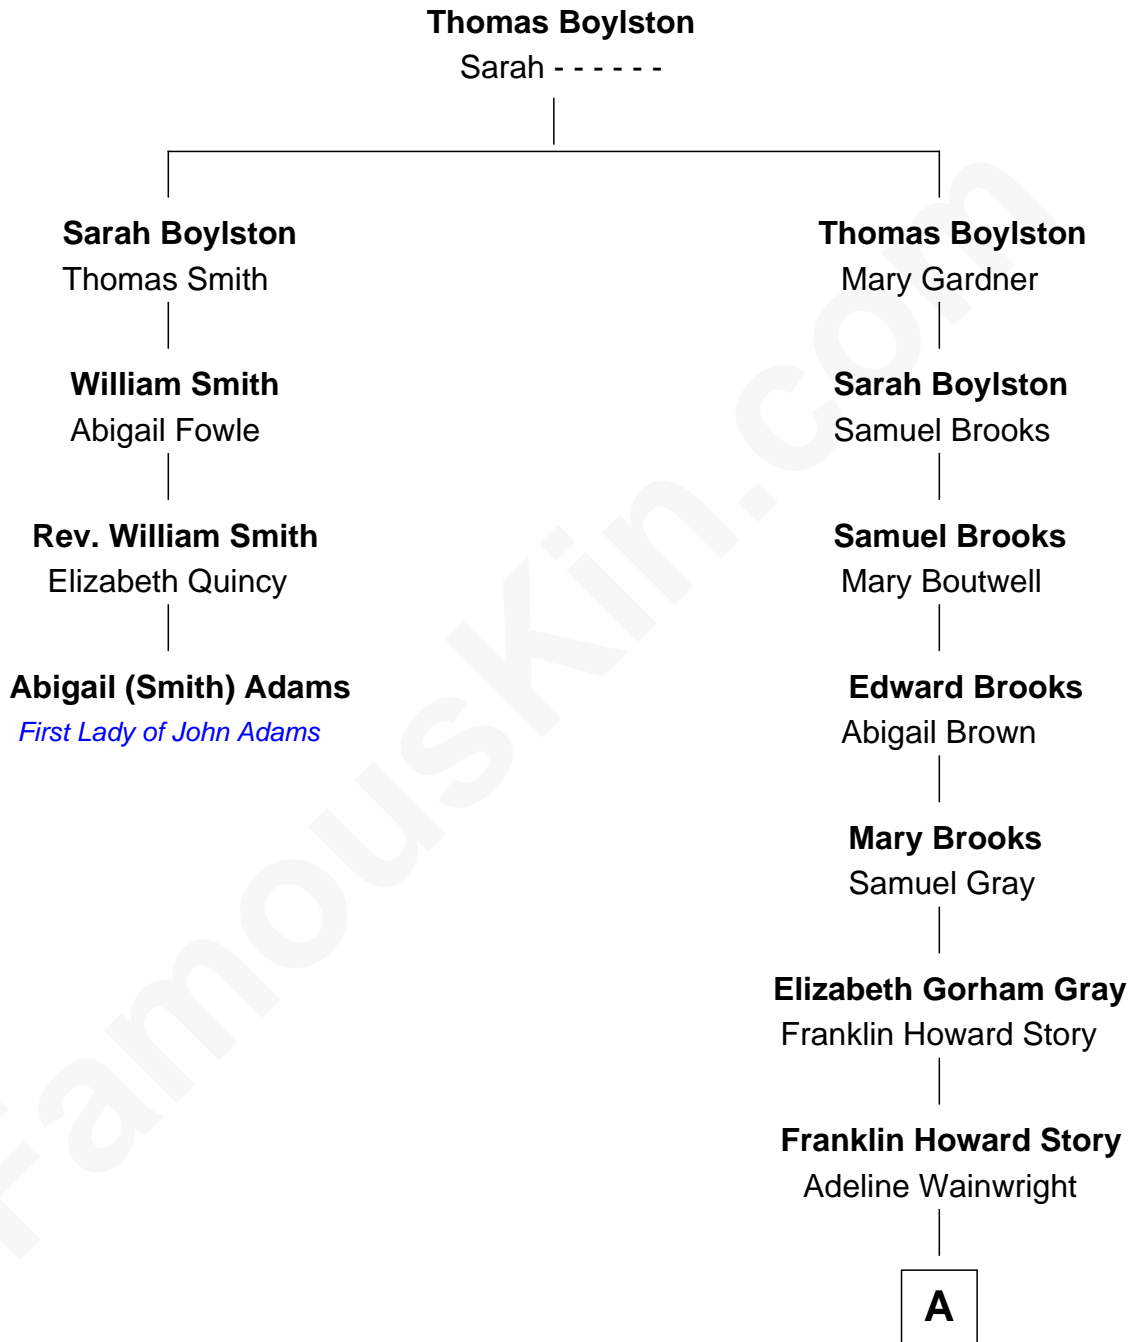 Thomas Boylston
Sarah - - - - - -
Sarah Boylston
Thomas Smith
William Smith
Abigail Fowle
Rev. William Smith
Elizabeth Quincy
Abigail (Smith) Adams
First Lady of John Adams
Thomas Boylston
Mary Gardner
Sarah Boylston
Samuel Brooks
Samuel Brooks
Mary Boutwell
Edward Brooks
Abigail Brown
Mary Brooks
Samuel Gray
Elizabeth Gorham Gray
Franklin Howard Story
Franklin Howard Story
Adeline Wainwright
A
FamousKin.com